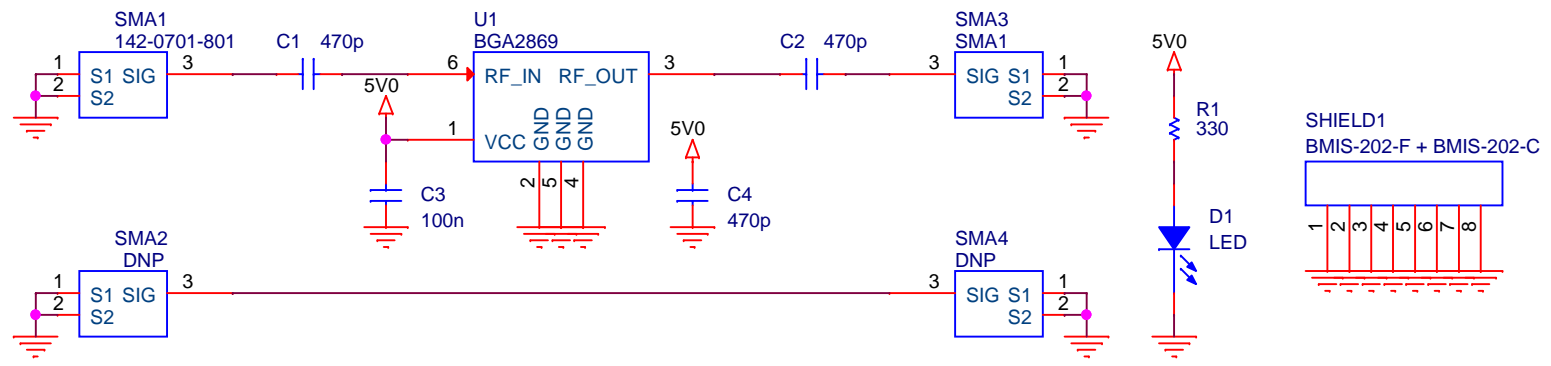 SMA1
142-0701-801
1
2
S1 SIG
S2
3
C1 470p
U1
BGA2869
6
RF_IN RF_OUT
3
5V0
1
VCC
GND
GND
GND
2
5
4
C3
100n
5V0
C4
470p
C2 470p
SMA3
SMA1
3
SIG S1
S2
1
2
SMA2
DNP
1
2
S1 SIG
S2
3
SMA4
DNP
3
SIG S1
S2
1
2
5V0
R1
330
D1
LED
SHIELD1
BMIS-202-F + BMIS-202-C
1
2
3
4
5
6
7
8